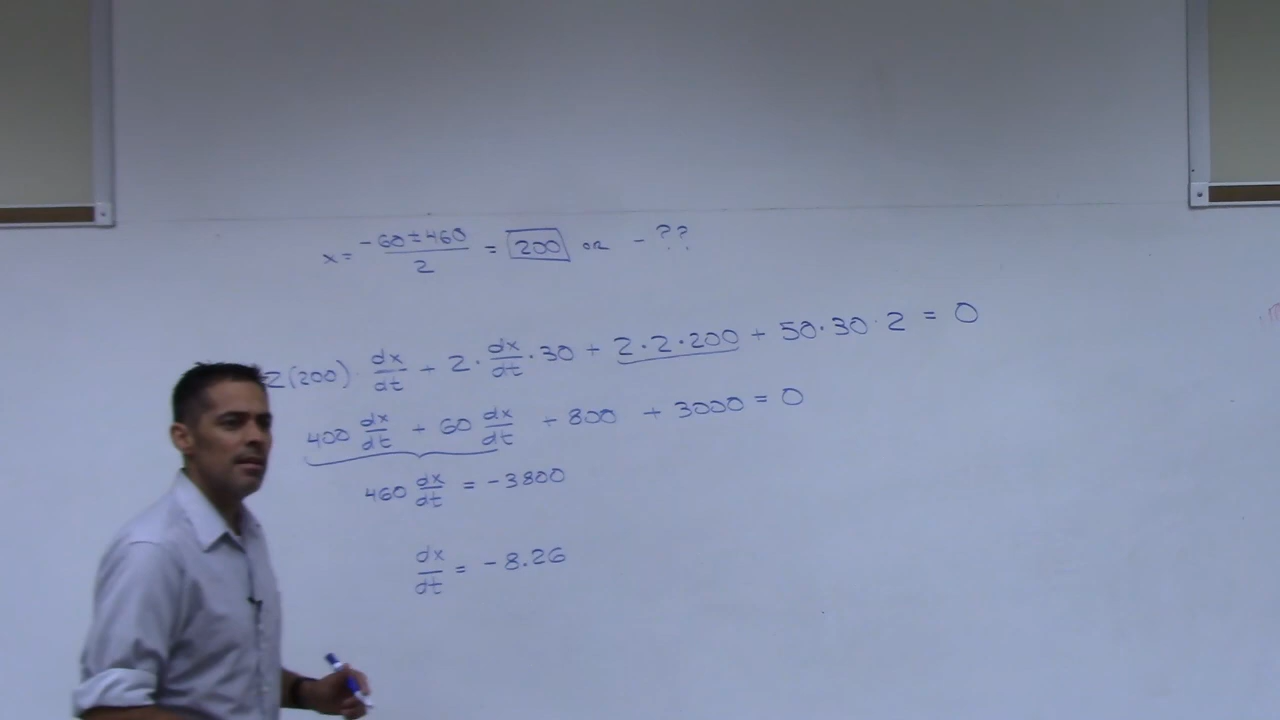 x = -60 ± 460 / 2 = 200 or - ??
2(200) · dx/dt + 2 · dx/dt · 30 + 2 · 2 · 200 + 50 · 30 · 2 = 0
400 dx/dt + 60 dx/dt + 800 + 3000 = 0
460 dx/dt = -3800
dx/dt = -8.26